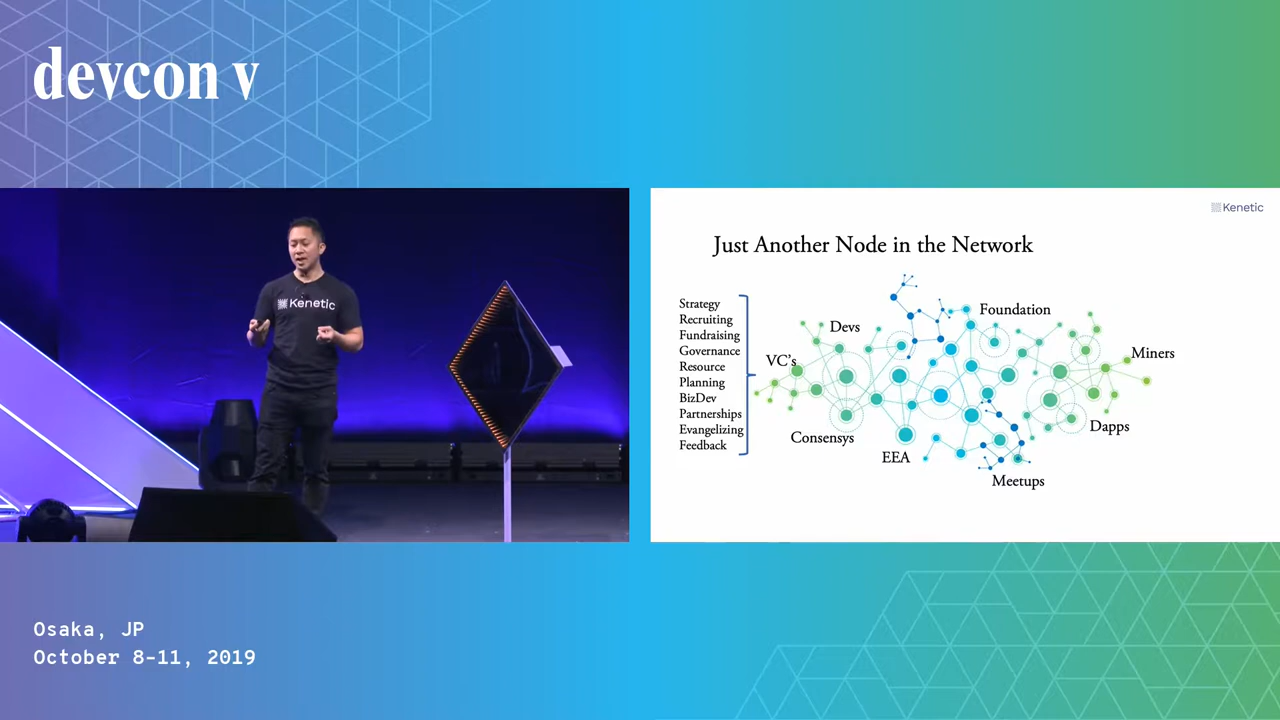 devcon v
Kenetic
Kenetic
Just Another Node in the Network
Strategy
Recruiting
Fundraising
Governance
Resource
Planning
BizDev
Partnerships
Evangelizing
Feedback
Devs
VC's
Consensys
EEA
Foundation
Miners
Dapps
Meetups
Osaka, JP
October 8-11, 2019